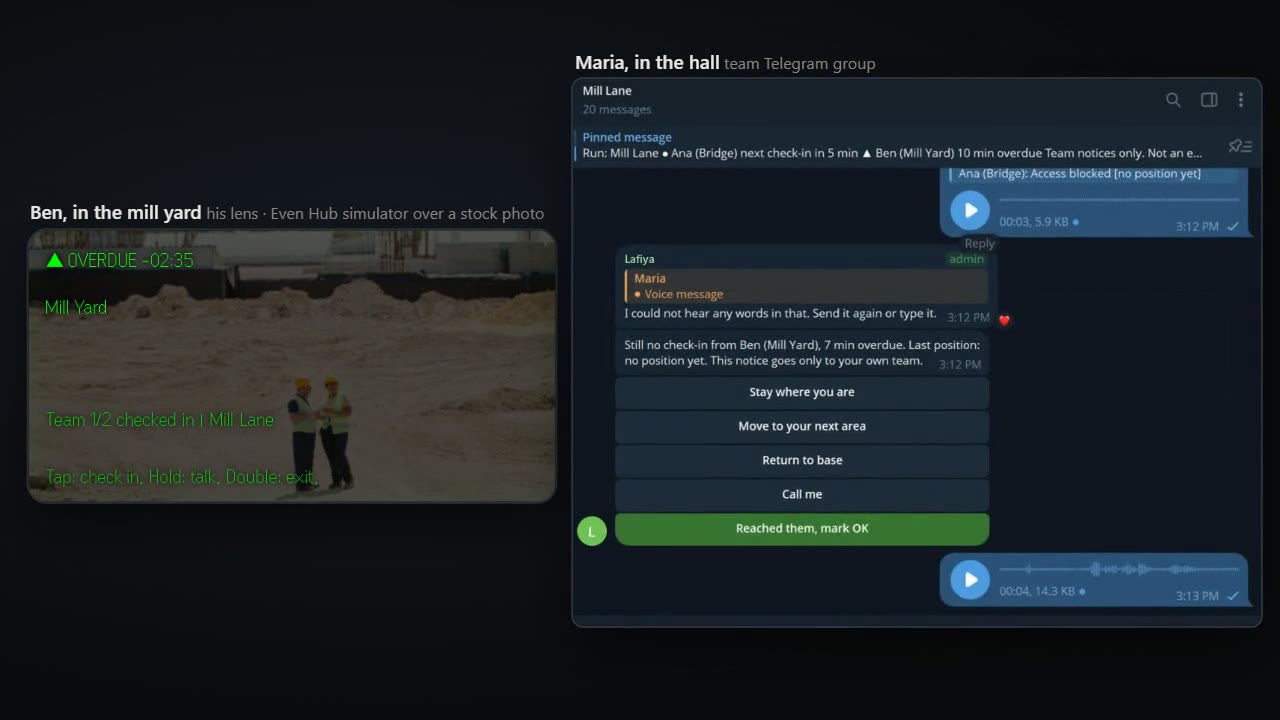 Maria, in the hall team Telegram group
Mill Lane
20 messages
Pinned message
Run: Mill Lane ● Ana (Bridge) next check-in in 5 min ▲ Ben (Mill Yard) 10 min overdue Team notices only. Not an e...
Ana (Bridge): Access blocked [no position yet]
00:03, 5.9 KB
3:12 PM
Reply
Lafiya
admin
Maria
● Voice message
I could not hear any words in that. Send it again or type it.
3:12 PM
Still no check-in from Ben (Mill Yard), 7 min overdue. Last position:
no position yet. This notice goes only to your own team.
3:12 PM
Stay where you are
Move to your next area
Return to base
Call me
Reached them, mark OK
L
00:04, 14.3 KB
3:13 PM
Ben, in the mill yard his lens · Even Hub simulator over a stock photo
▲ OVERDUE -02:35
Mill Yard
Team 1/2 checked in | Mill Lane
Tap: check in, Hold: talk, Double: exit.